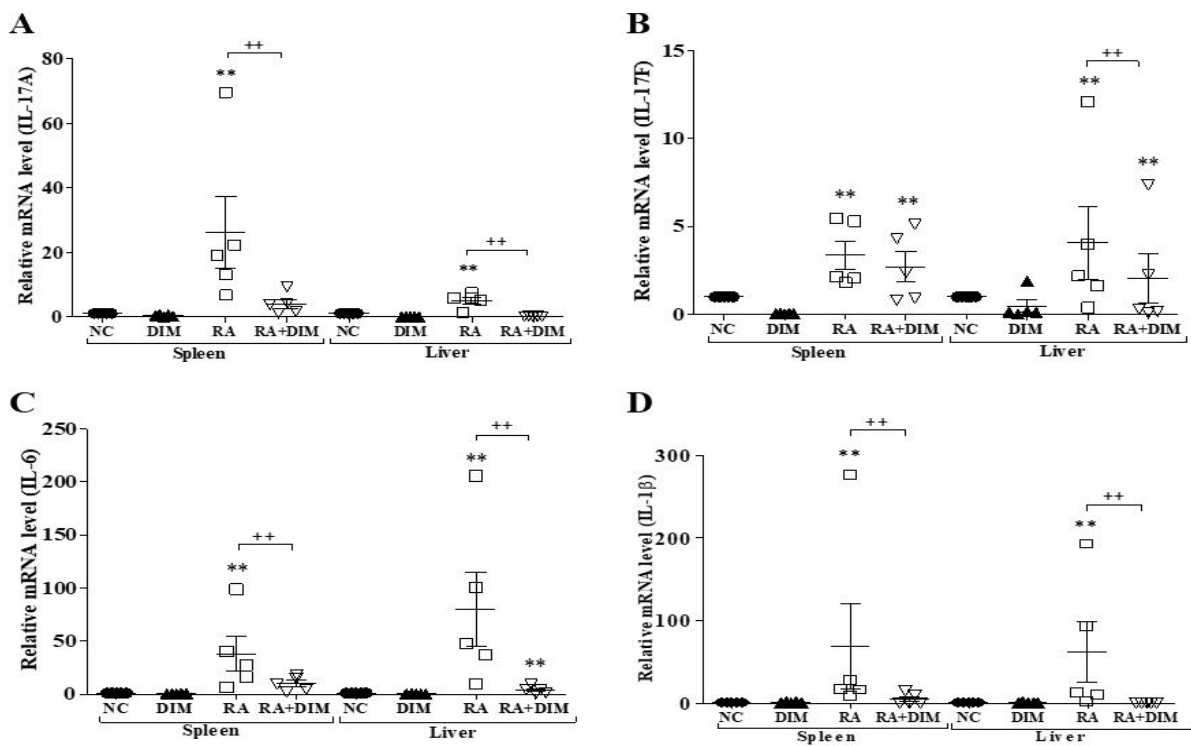 A
Relative mRNA level (IL-17A)
80
60
40
20
0
++
**
++
**
NC DIM RA RA+DIM NC DIM RA RA+DIM
Spleen Liver
B
Relative mRNA level (IL-17F)
15
10
5
0
++
**
**
** **
NC DIM RA RA+DIM NC DIM RA RA+DIM
Spleen Liver
C
Relative mRNA level (IL-6)
250
200
150
100
50
0
++
**
++
**
**
NC DIM RA RA+DIM NC DIM RA RA+DIM
Spleen Liver
D
Relative mRNA level (IL-1β)
300
200
100
0
++
**
++
**
NC DIM RA RA+DIM NC DIM RA RA+DIM
Spleen Liver